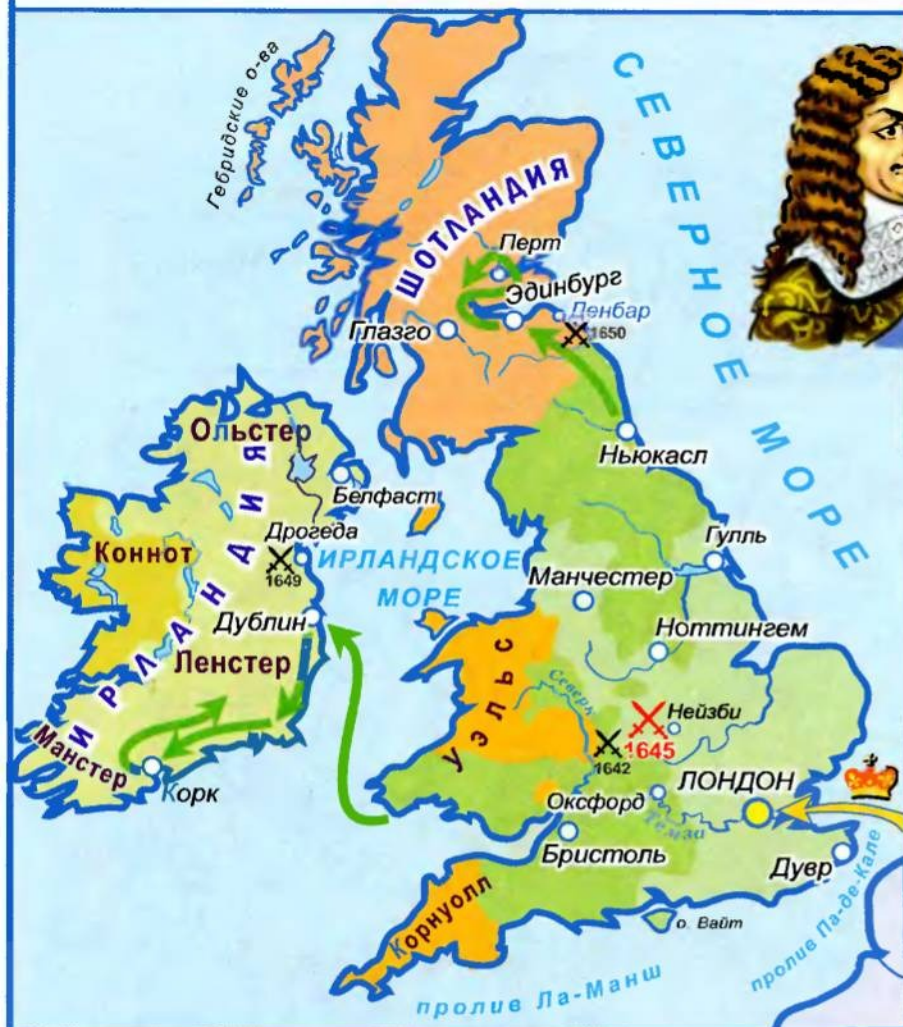 Гебридские о-ва
СЕВЕРНОЕ МОРЕ
ШОТЛАНДИЯ
Перт
Эдинбург
Денбар
1650
Глазго
Ньюкасл
Ольстер
Белфаст
ИРЛАНДИЯ
Коннот
Дрогеда
1649
ИРЛАНДСКОЕ
МОРЕ
Гулль
Манчестер
Дублин
Ноттингем
Ленстер
Уэльс
Северн
Нейзби
1645
1642
Манстер
Корк
ЛОНДОН
Оксфорд
Темза
Бристоль
Дувр
Корнуолл
о. Вайт
пролив Па-де-Кале
пролив Ла-Манш